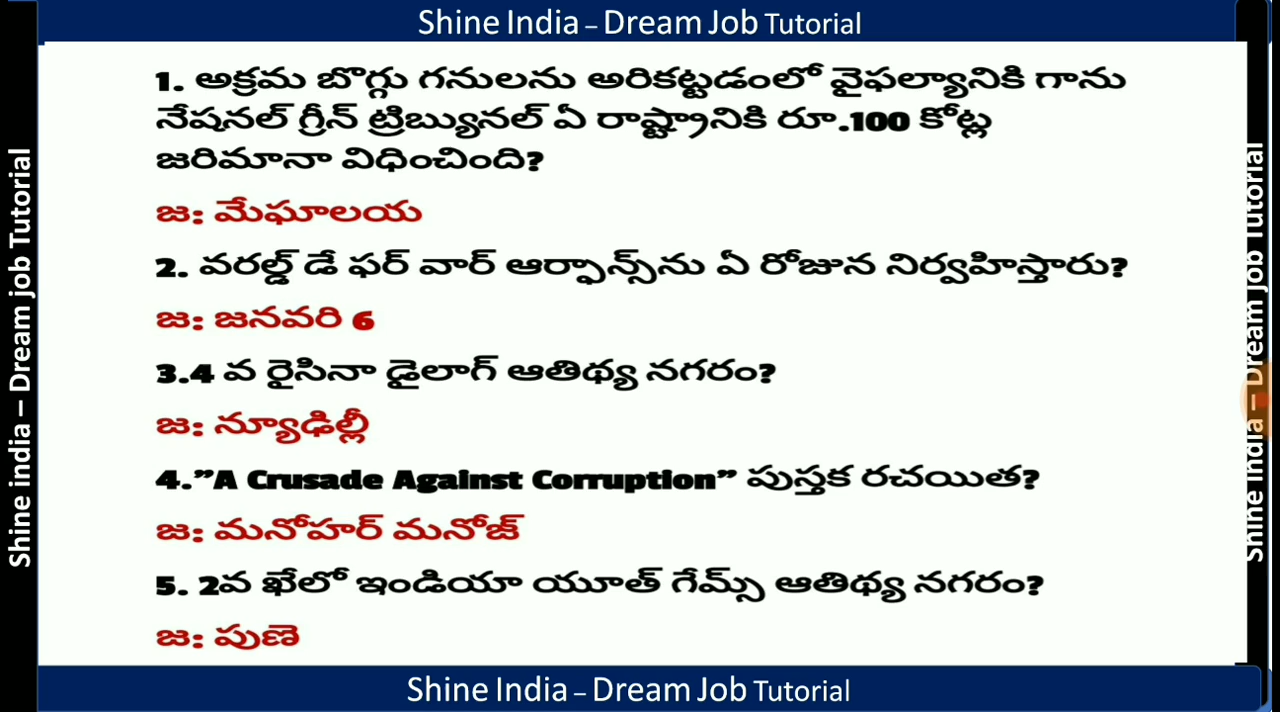 Shine India – Dream Job Tutorial
1. అక్రమ బొగ్గు గనులను అరికట్టడంలో వైఫల్యానికి గాను
నేషనల్ గ్రీన్ ట్రిబ్యునల్ ఏ రాష్ట్రానికి రూ.100 కోట్ల
జరిమానా విధించింది?
జ: మేఘాలయ
2. వరల్డ్ డే ఫర్ వార్ ఆర్ఫాన్స్‌ను ఏ రోజున నిర్వహిస్తారు?
జ: జనవరి 6
3.4 వ రైసినా డైలాగ్ ఆతిథ్య నగరం?
జ: న్యూఢిల్లీ
4.”A Crusade Against Corruption” పుస్తక రచయిత?
జ: మనోహర్ మనోజ్
5. 2వ ఖేలో ఇండియా యూత్ గేమ్స్ ఆతిథ్య నగరం?
జ: పుణె
Shine India – Dream Job Tutorial
Shine india – Dream job Tutorial
Shine India – Dream Job Tutorial